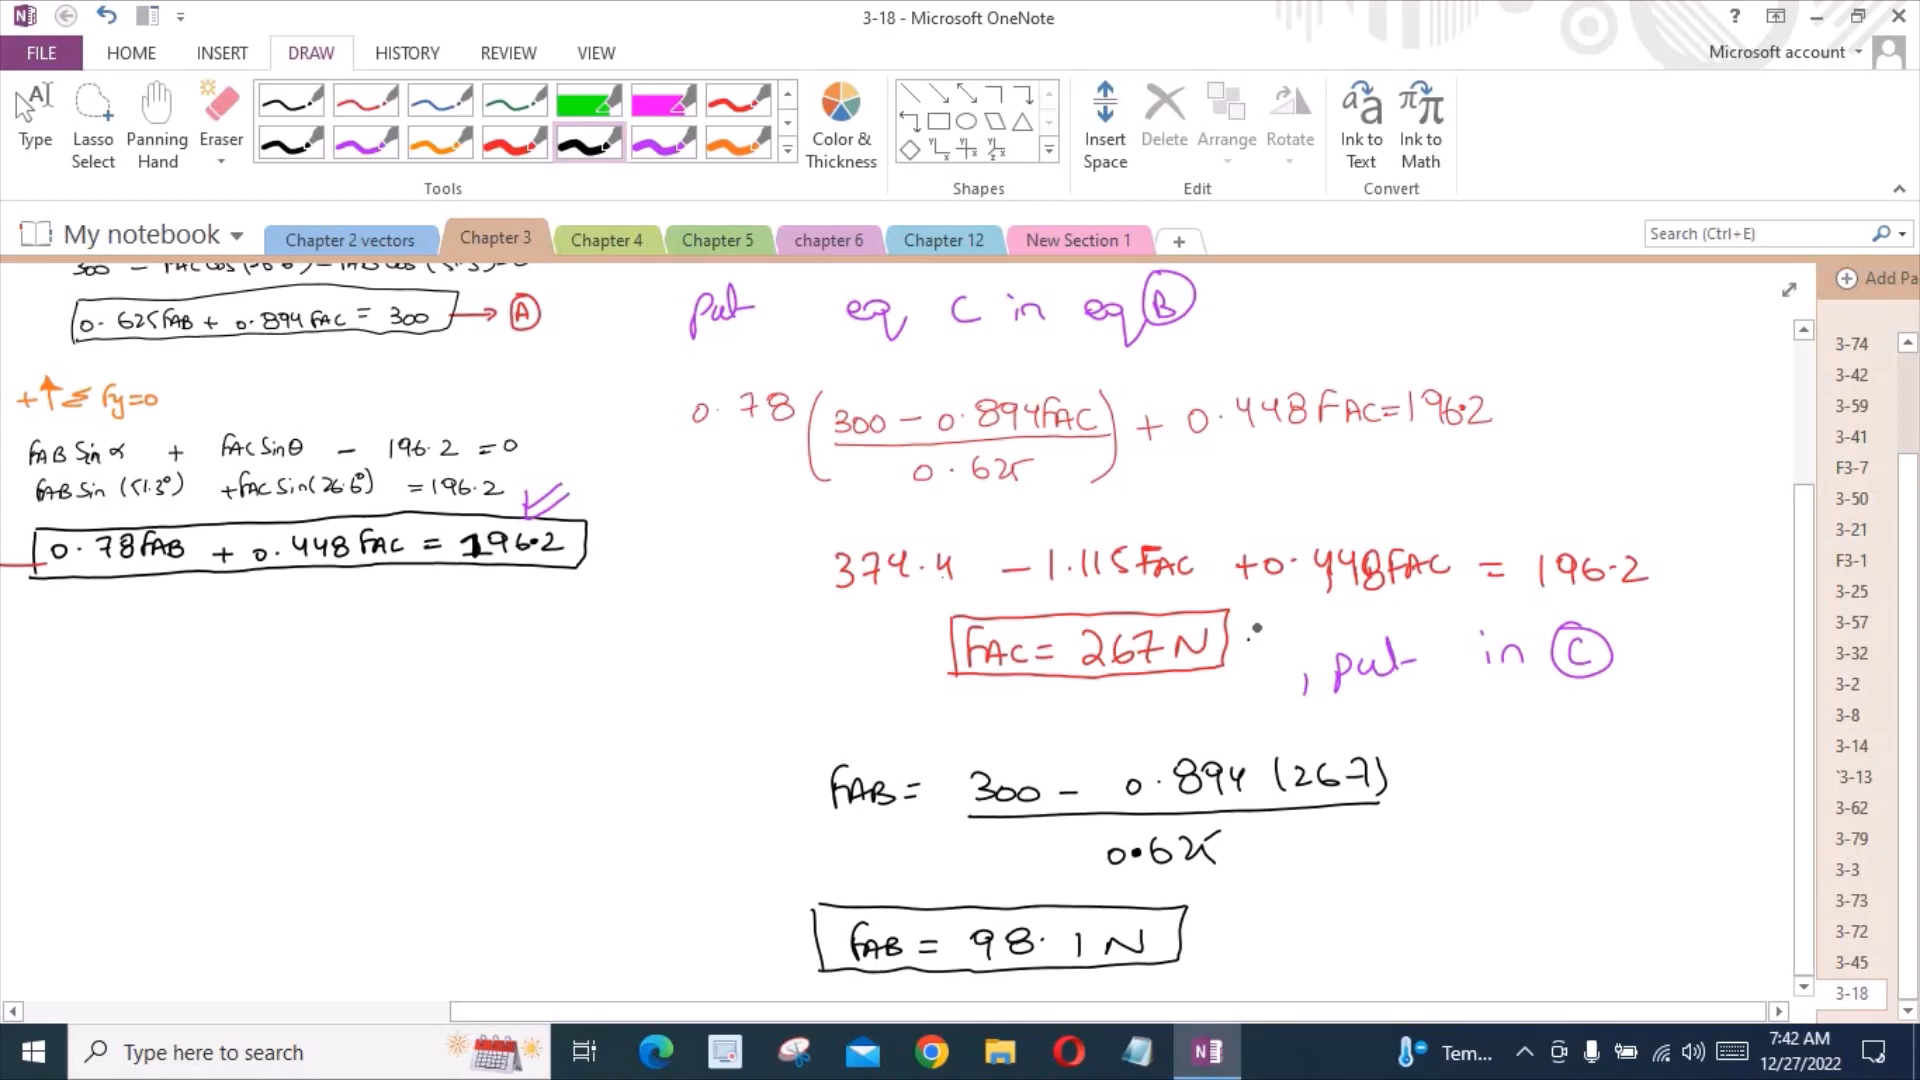 3-18 - Microsoft OneNote
FILE HOME INSERT DRAW HISTORY REVIEW VIEW
Microsoft account
Type
Lasso Select
Panning Hand
Eraser
Color & Thickness
Insert Space
Delete
Arrange
Rotate
Ink to Text
Ink to Math
Tools
Shapes
Edit
Convert
My notebook
Chapter 2 vectors
Chapter 3
Chapter 4
Chapter 5
chapter 6
Chapter 12
New Section 1
Search (Ctrl+E)
Add Pa
0.625FAB + 0.894FAC = 300 → A
+↑ Σ Fy=0
FAB Sin α + FAC Sin θ - 196.2 = 0
FAB Sin (51.3°) + FAC Sin (26.6°) = 196.2
0.78FAB + 0.448 FAC = 196.2
put eq C in eq B
0.78 (300 - 0.894FAC / 0.625) + 0.448 FAC = 196.2
374.4 - 1.115 FAC + 0.448 FAC = 196.2
FAC = 267 N , put in C
FAB = 300 - 0.894 (267)
0.625
FAB = 98.1 N
3-74
3-42
3-59
3-41
F3-7
3-50
3-21
F3-1
3-25
3-57
3-32
3-2
3-8
3-14
`3-13
3-62
3-79
3-3
3-73
3-72
3-45
3-18
Type here to search
Tem...
7:42 AM
12/27/2022